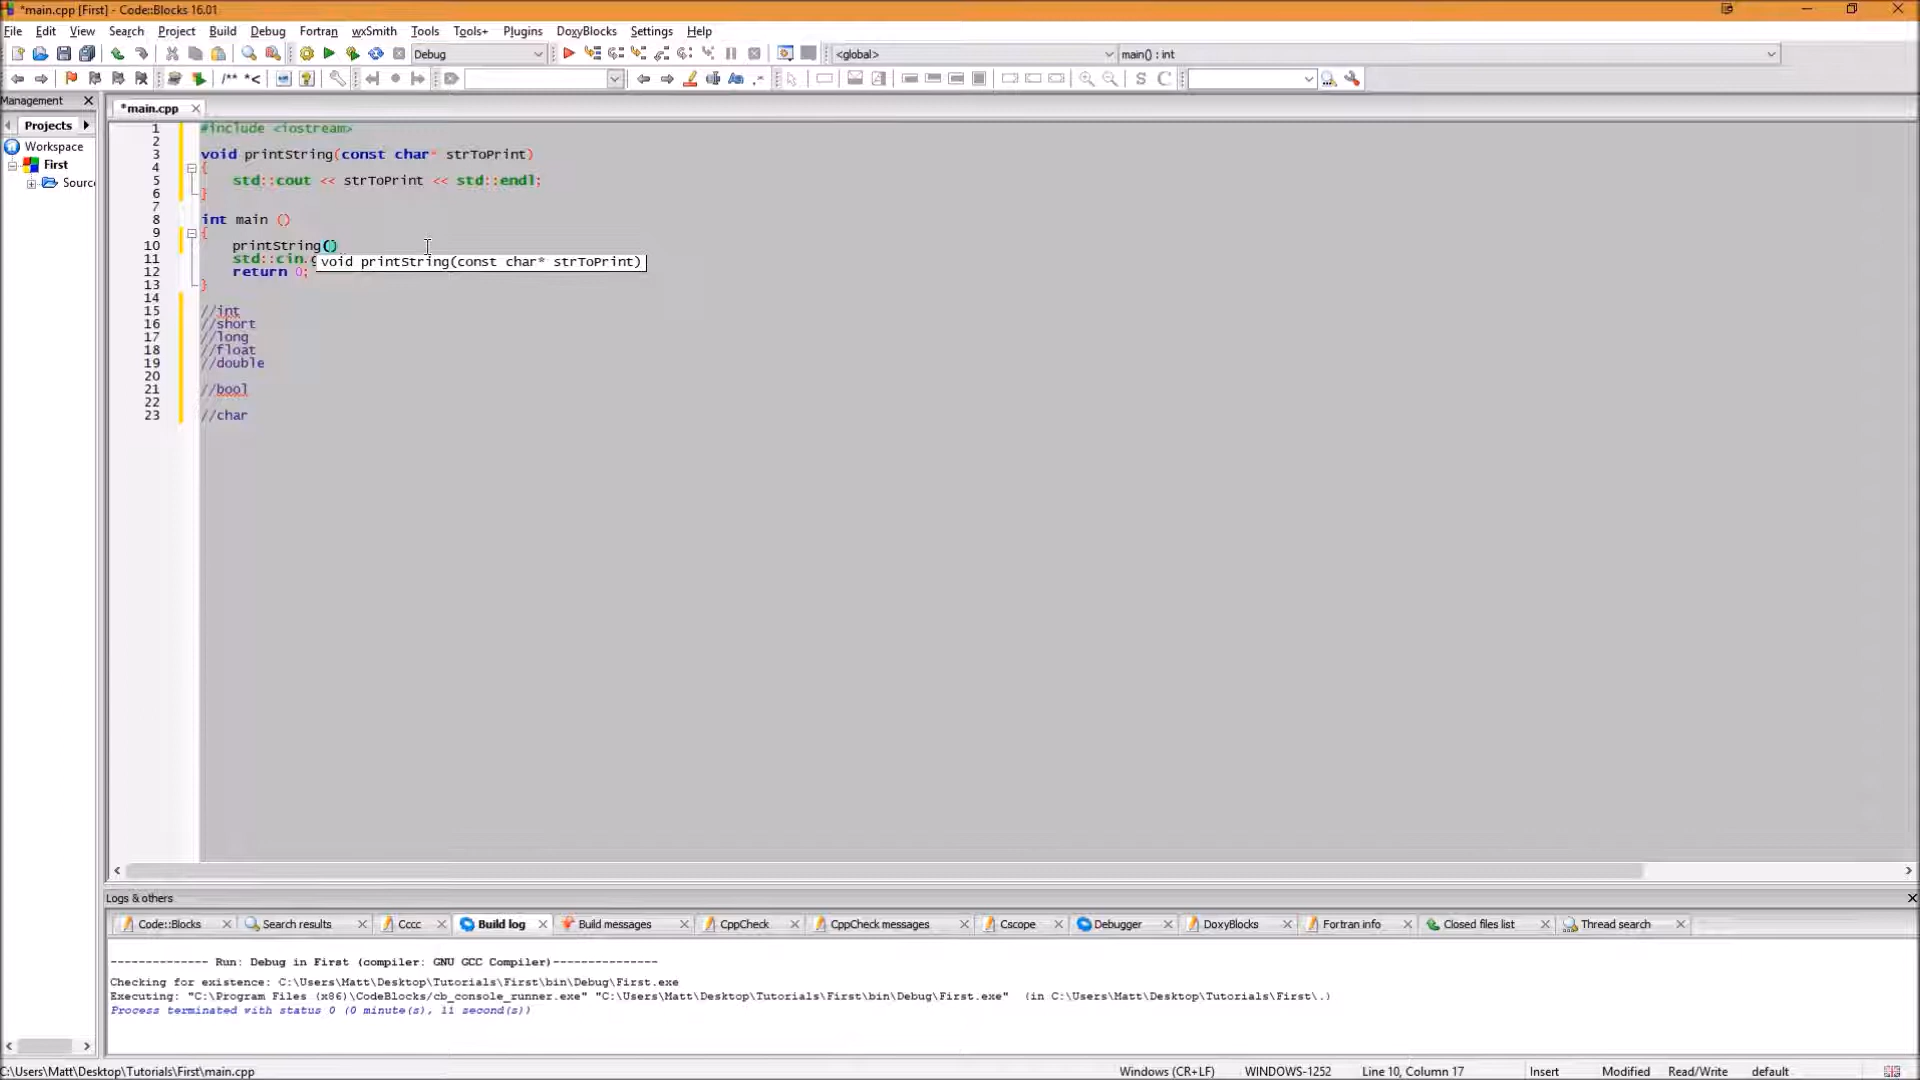 *main.cpp [First] - Code::Blocks 16.01
File Edit View Search Project Build Debug Fortran wxSmith Tools Tools+ Plugins DoxyBlocks Settings Help
Debug <global> main() : int
/** *<
S C
Management
*main.cpp
Projects
Workspace
First
Sourc
1 #include <iostream>
2
3 void printString(const char* strToPrint)
4 {
5 std::cout << strToPrint << std::endl;
6 }
7
8 int main ()
9 {
10 printString()
11 std::cin.g
void printString(const char* strToPrint)
12 return 0;
13 }
14
15 //int
16 //short
17 //long
18 //float
19 //double
20
21 //bool
22
23 //char
Logs & others
Code::Blocks Search results Cccc Build log Build messages CppCheck CppCheck messages Cscope Debugger DoxyBlocks Fortran info Closed files list Thread search
-------------- Run: Debug in First (compiler: GNU GCC Compiler)---------------
Checking for existence: C:\Users\Matt\Desktop\Tutorials\First\bin\Debug\First.exe
Executing: "C:\Program Files (x86)\CodeBlocks/cb_console_runner.exe" "C:\Users\Matt\Desktop\Tutorials\First\bin\Debug\First.exe"  (in C:\Users\Matt\Desktop\Tutorials\First\.)
Process terminated with status 0 (0 minute(s), 11 second(s))
C:\Users\Matt\Desktop\Tutorials\First\main.cpp Windows (CR+LF) WINDOWS-1252 Line 10, Column 17 Insert Modified Read/Write default